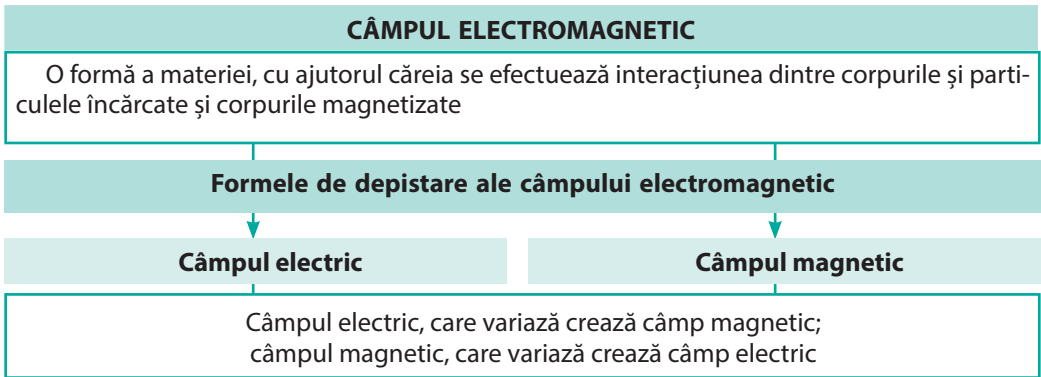 CÂMPUL ELECTROMAGNETIC
O formă a materiei, cu ajutorul căreia se efectuează interacțiunea dintre corpurile și parti-
culele încărcate și corpurile magnetizate
Formele de depistare ale câmpului electromagnetic
Câmpul electric
Câmpul magnetic
Câmpul electric, care variază crează câmp magnetic;
câmpul magnetic, care variază crează câmp electric